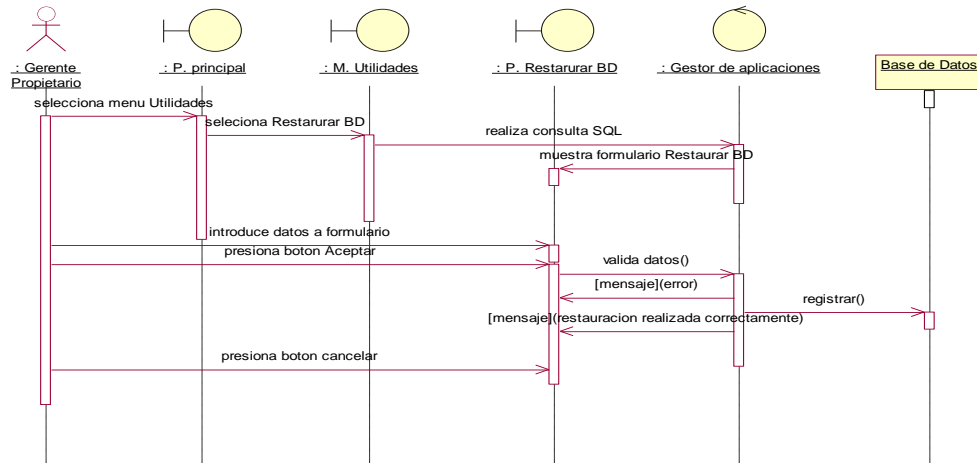 : Gerente
Propietario
: P. principal
: M. Utilidades
: P. Restarurar BD
: Gestor de aplicaciones
Base de Datos
selecciona menu Utilidades
seleciona Restarurar BD
realiza consulta SQL
muestra formulario Restaurar BD
introduce datos a formulario
presiona boton Aceptar
valida datos()
[mensaje](error)
registrar()
[mensaje](restauracion realizada correctamente)
presiona boton cancelar